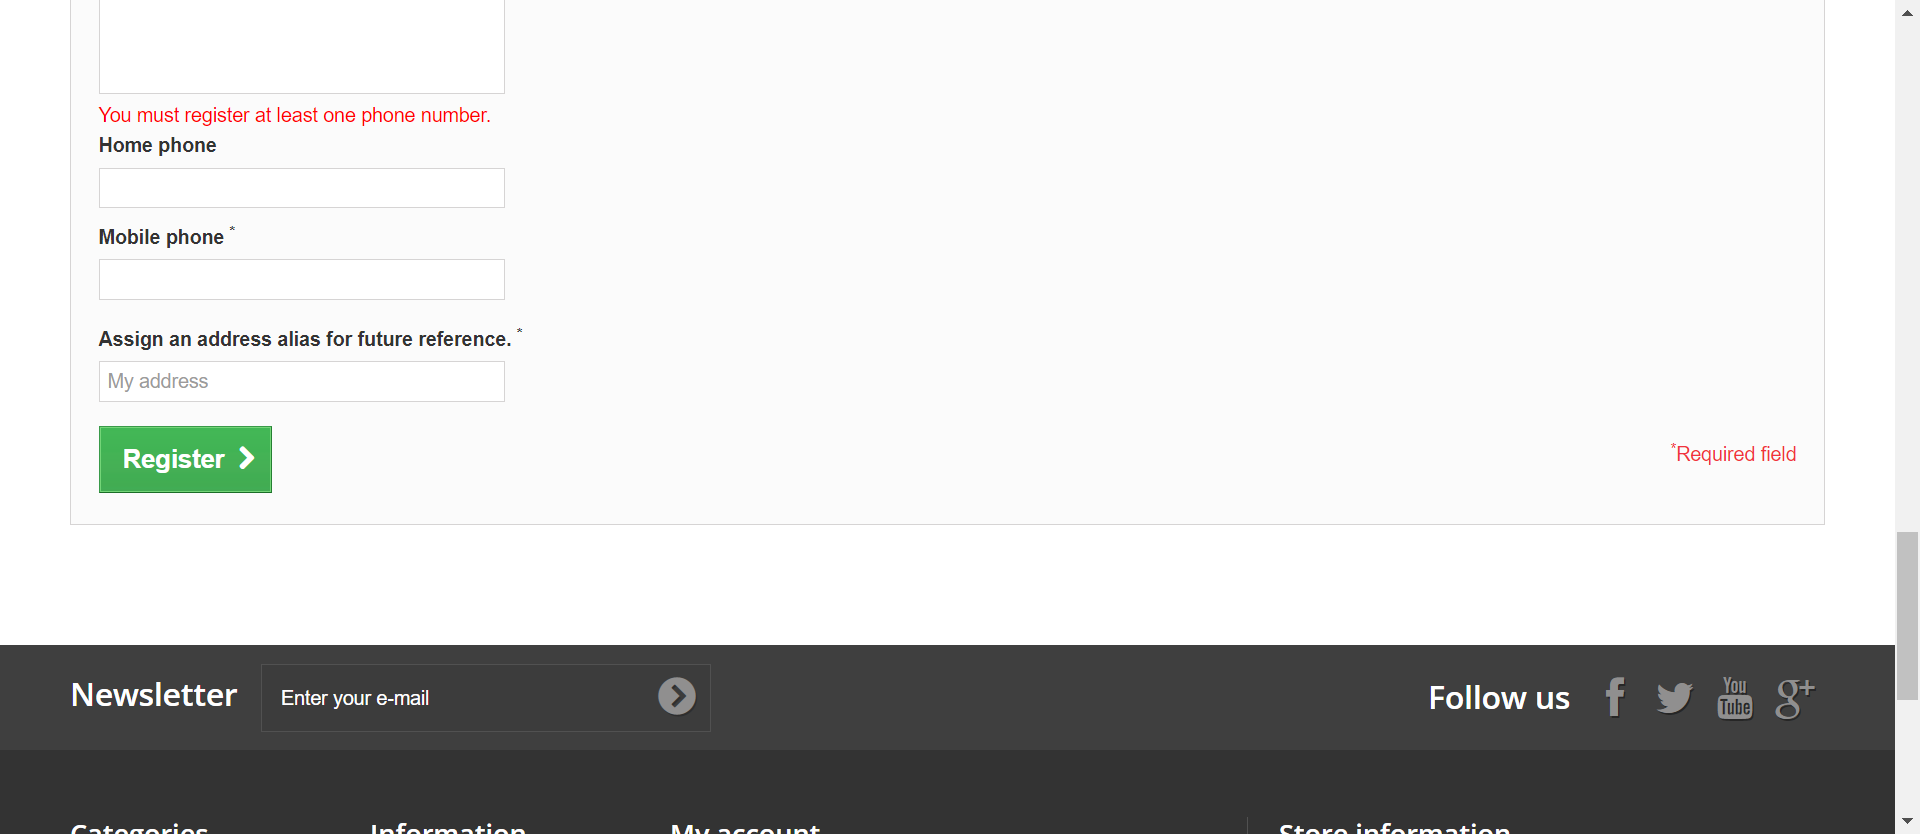 You must register at least one phone number.
Home phone
Mobile phone *
Assign an address alias for future reference. *
My address
Register
*Required field
Newsletter
Enter your e-mail
Follow us
You
Tube
g+
Categories
Information
My account
Store information